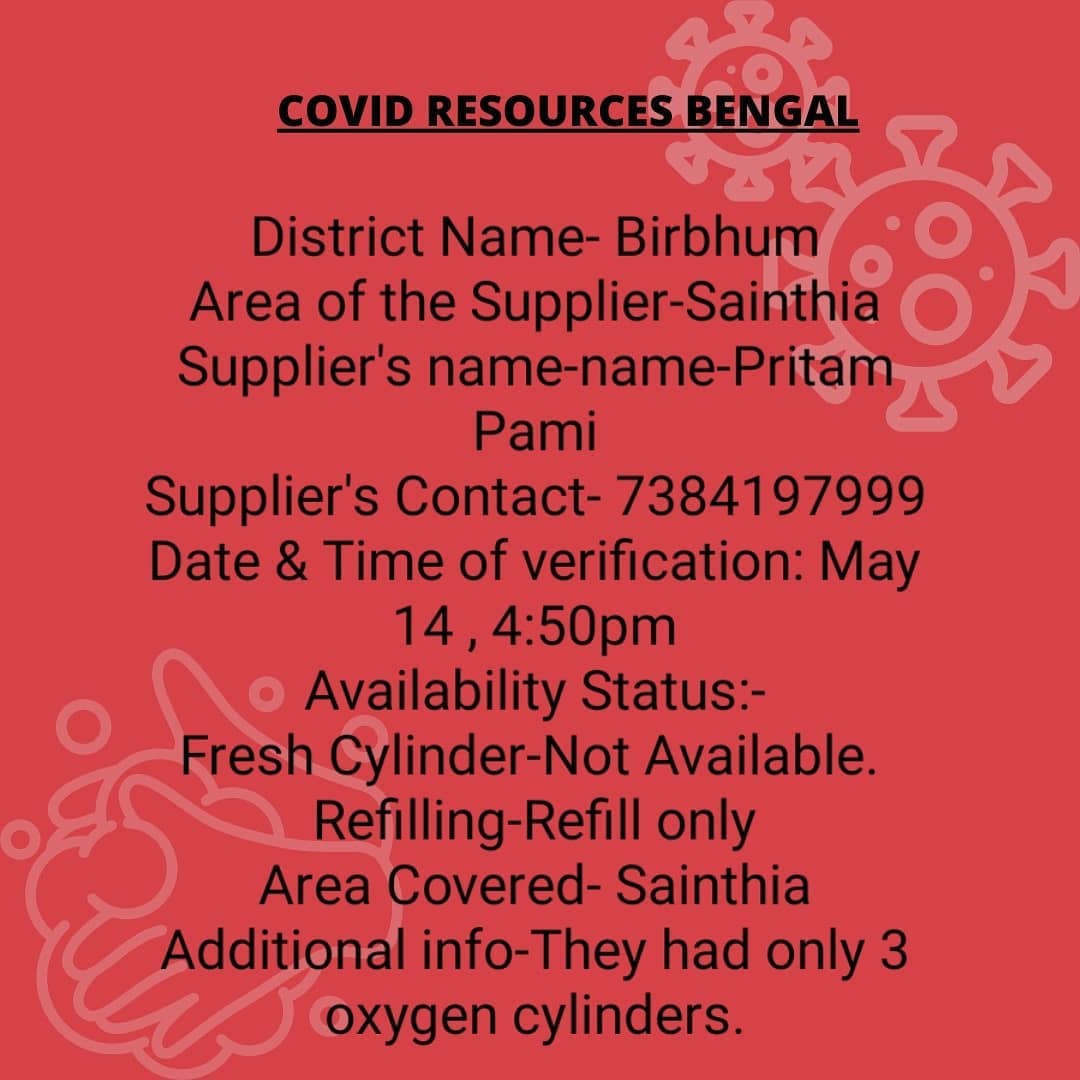 COVID RESOURCES BENGAL
District Name- Birbhum
Area of the Supplier-Sainthia
Supplier's name-name-Pritam
Pami
Supplier's Contact- 7384197999
Date & Time of verification: May
14 , 4:50pm
Availability Status:-
Fresh Cylinder-Not Available.
Refilling-Refill only
Area Covered- Sainthia
Additional info-They had only 3
oxygen cylinders.